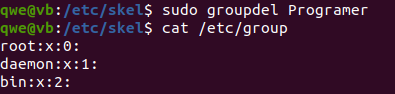 qwe@vb:/etc/skel$ sudo groupdel Programer
qwe@vb:/etc/skel$ cat /etc/group
root:x:0:
daemon:x:1:
bin:x:2: